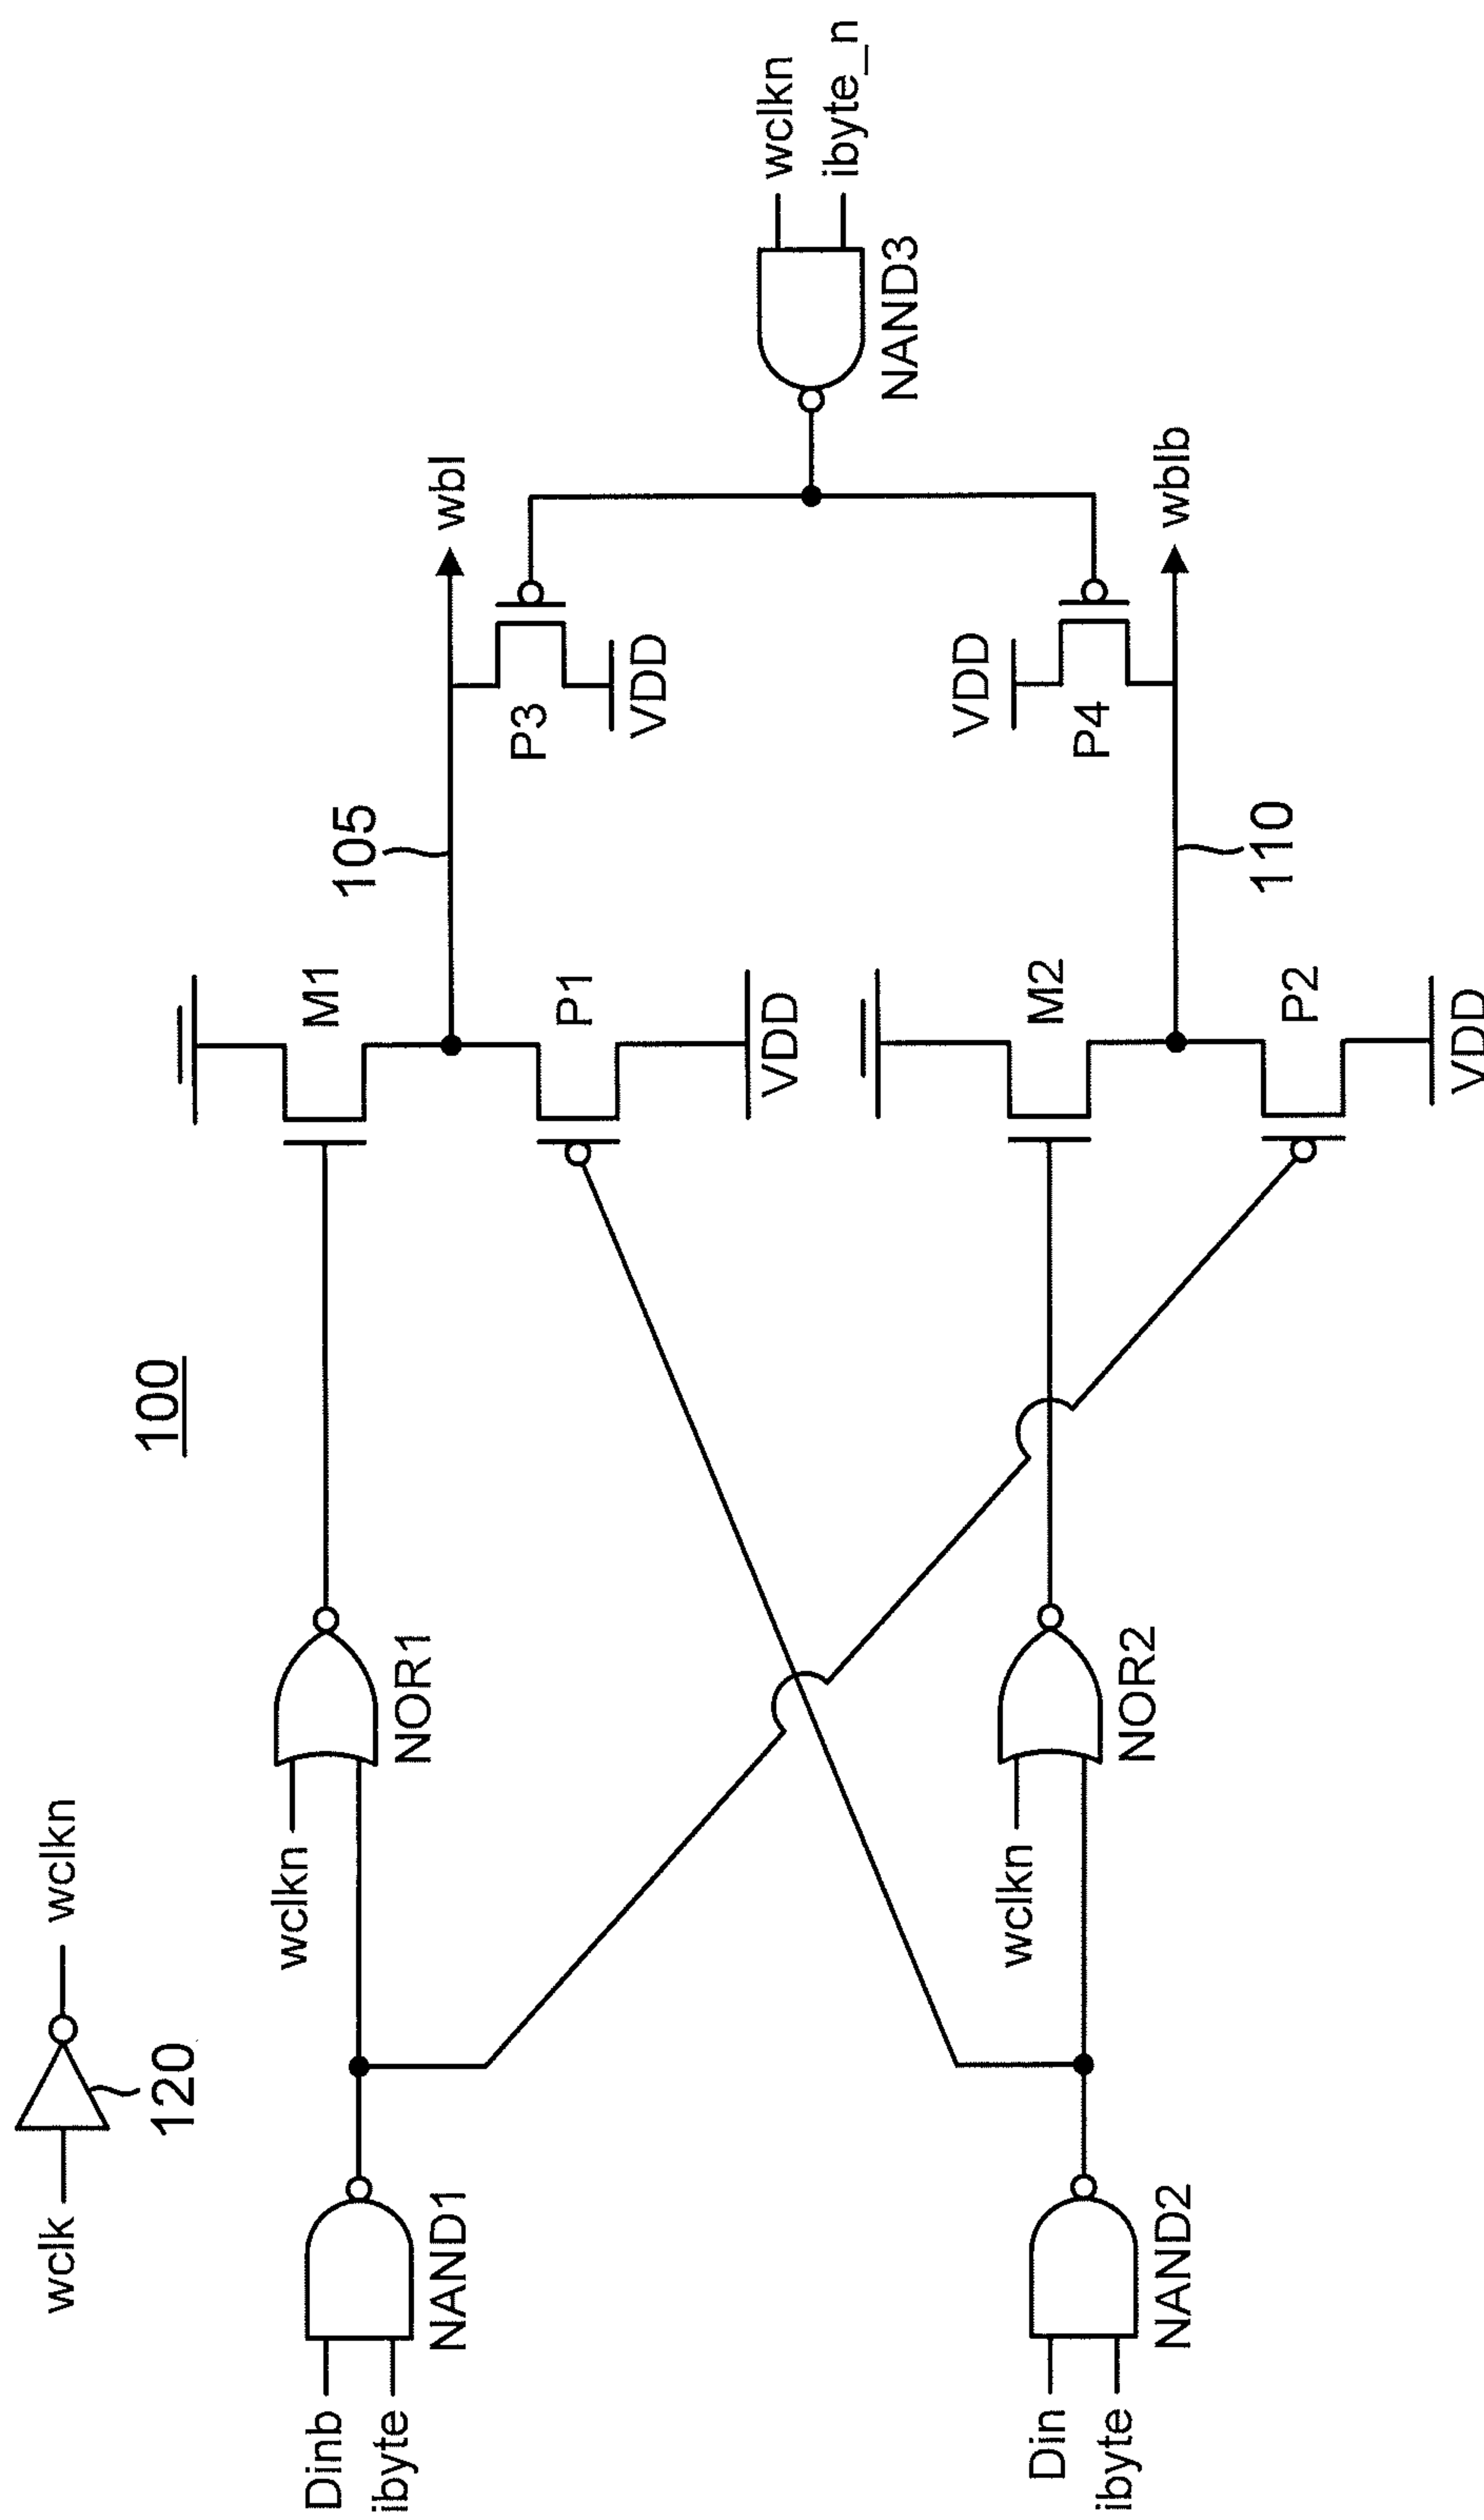 100
wclk
wclkn
120
Dinb
ibyte
NAND1
wclkn
NOR1
M1
P1
VDD
105
wbl
P3
VDD
wclkn
ibyte_n
NAND3
Din
ibyte
NAND2
wclkn
NOR2
M2
P2
VDD
110
wblb
P4
VDD